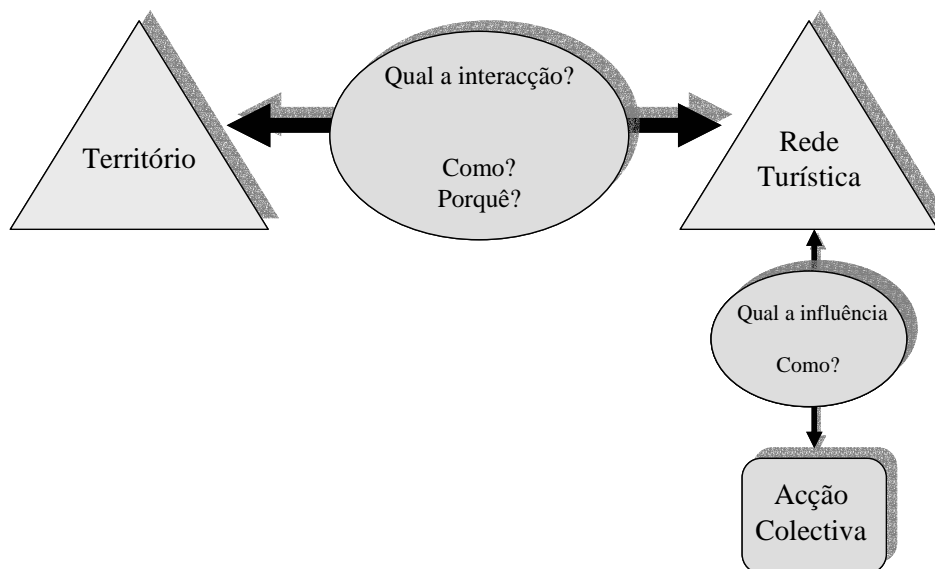 Território
Qual a interacção?
Como?
Porquê?
Rede
Turística
Qual a influência
Como?
Acção
Colectiva